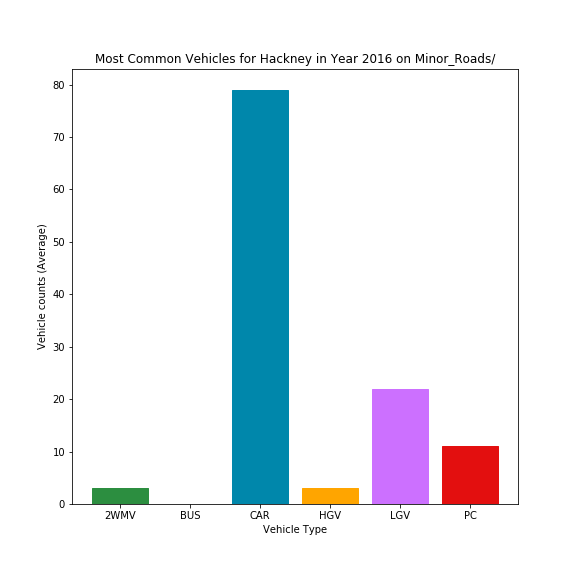 Most Common Vehicles for Hackney in Year 2016 on Minor_Roads/
80
70
60
50
40
30
20
10
0
Vehicle counts (Average)
2WMV BUS CAR HGV LGV PC
Vehicle Type